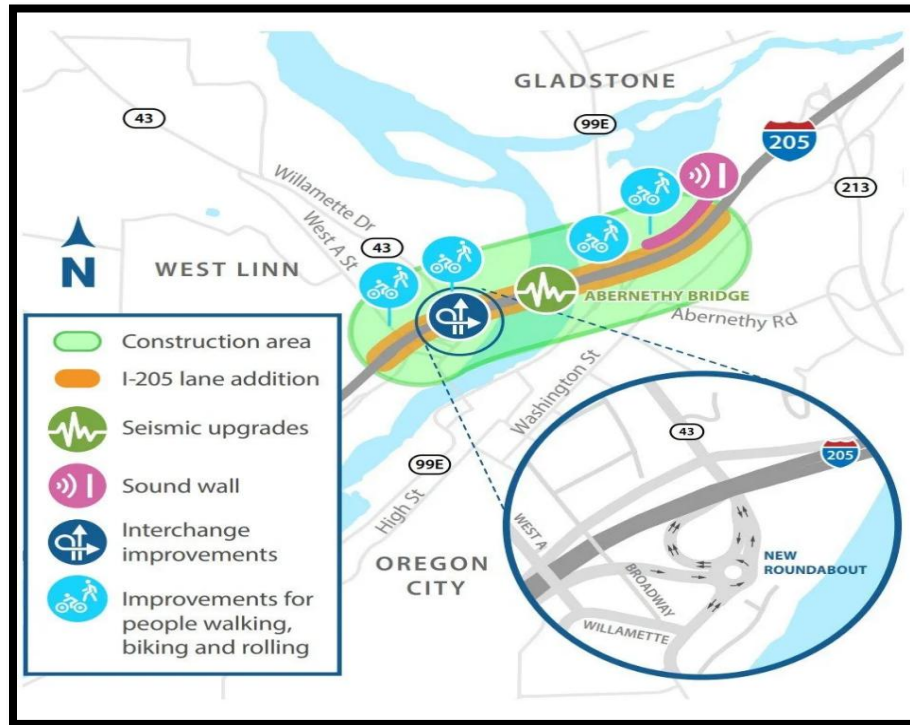 GLADSTONE
99E
43
205
213
Willamette Dr
West A St
43
N
WEST LINN
ABERNETHY BRIDGE
Abernethy Rd
Washington St
99E
High St
OREGON
CITY
Construction area
I-205 lane addition
Seismic upgrades
Sound wall
Interchange
improvements
Improvements for
people walking,
biking and rolling
43
205
WEST A
BROADWAY
WILLAMETTE
NEW
ROUNDABOUT